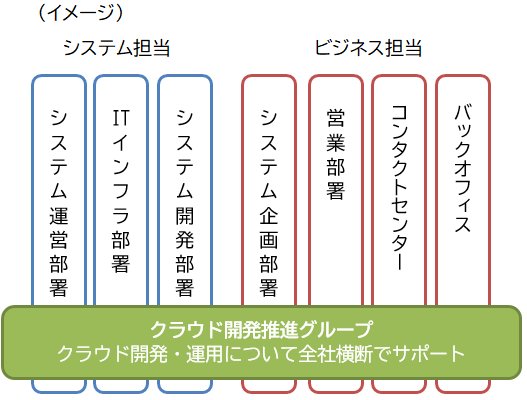 （イメージ）
システム担当
ビジネス担当
システム運営部署
ITインフラ部署
システム開発部署
システム企画部署
営業部署
コンタクトセンター
バックオフィス
クラウド開発推進グループ
クラウド開発・運用について全社横断でサポート